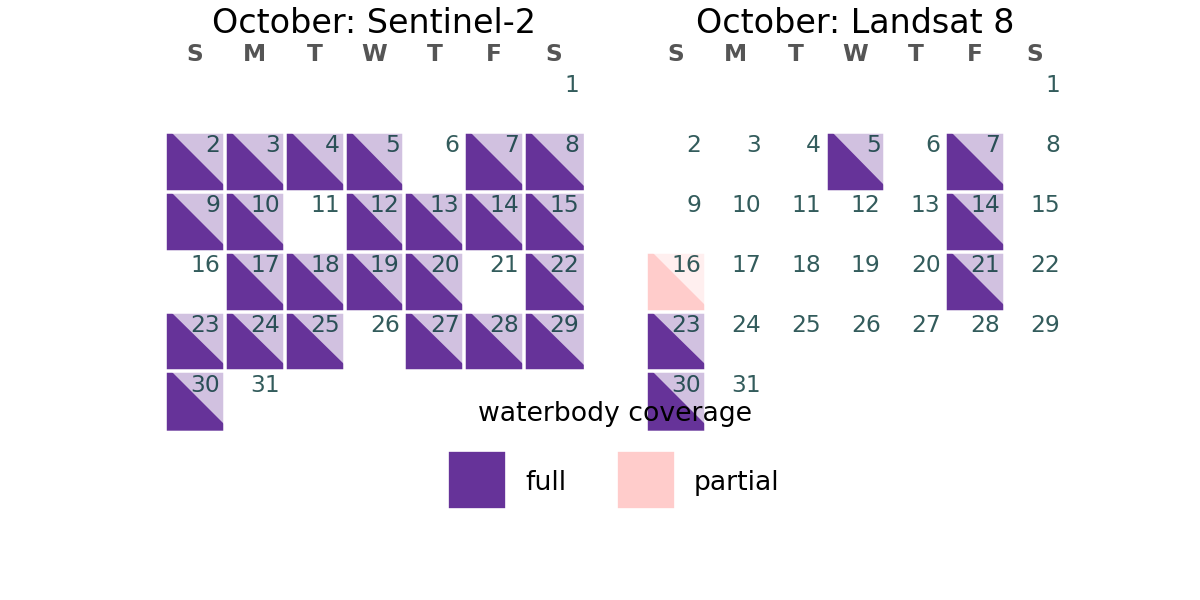 October: Sentinel-2
S M T W T F S
1
2 3 4 5 6 7 8
9 10 11 12 13 14 15
16 17 18 19 20 21 22
23 24 25 26 27 28 29
30 31
October: Landsat 8
S M T W T F S
1
2 3 4 5 6 7 8
9 10 11 12 13 14 15
16 17 18 19 20 21 22
23 24 25 26 27 28 29
30 31
waterbody coverage
full partial